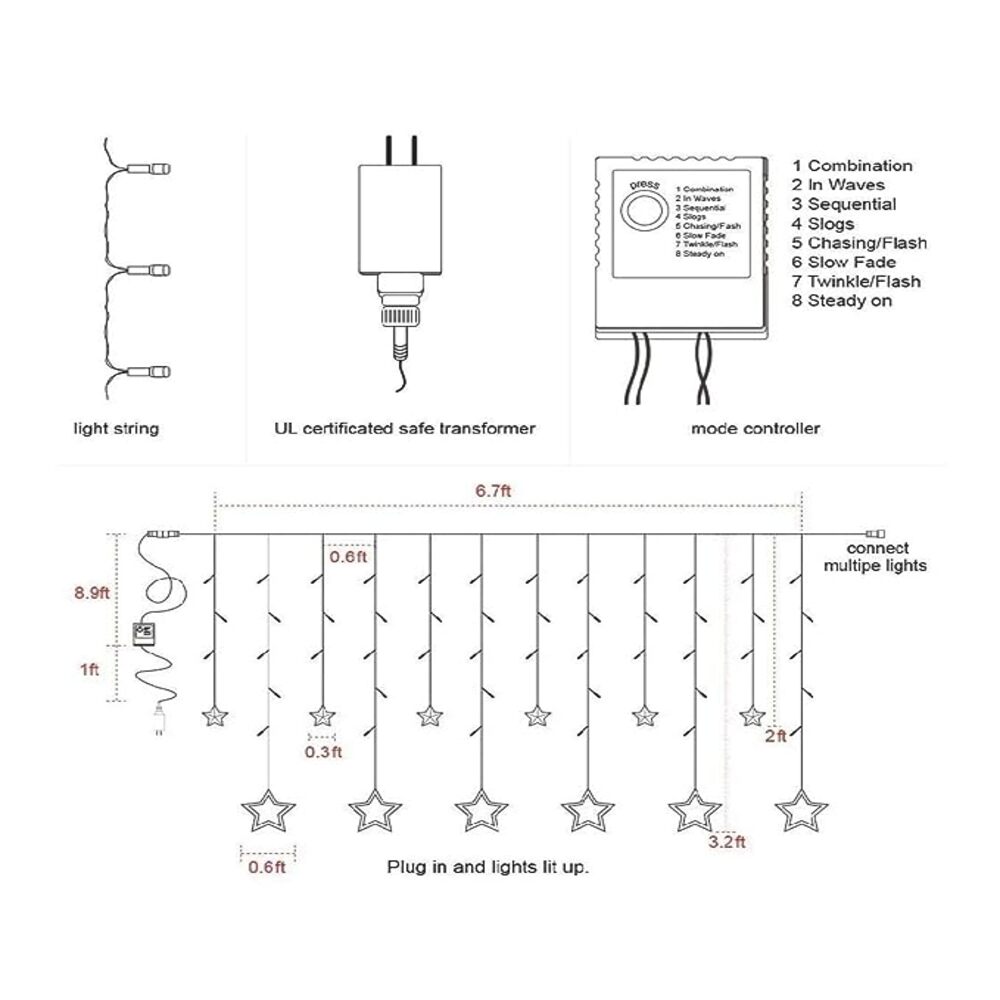 press
1 Combination
2 In Waves
3 Sequential
4 Slogs
5 Chasing/Fash
6 Slow Fade
7 Twinkle/Flash
8 Steady on
1 Combination
2 In Waves
3 Sequential
4 Slogs
5 Chasing/Flash
6 Slow Fade
7 Twinkle/Flash
8 Steady on
light string
UL certificated safe transformer
mode controller
6.7ft
0.6ft
connect
multipe lights
8.9ft
1ft
0.3ft
2ft
3.2ft
0.6ft
Plug in and lights lit up.